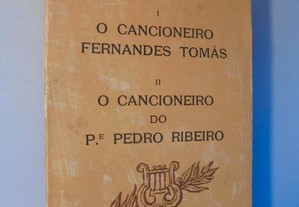 I
O CANCIONEIRO
FERNANDES TOMÁS
II
O CANCIONEIRO
DO
P.E PEDRO RIBEIRO